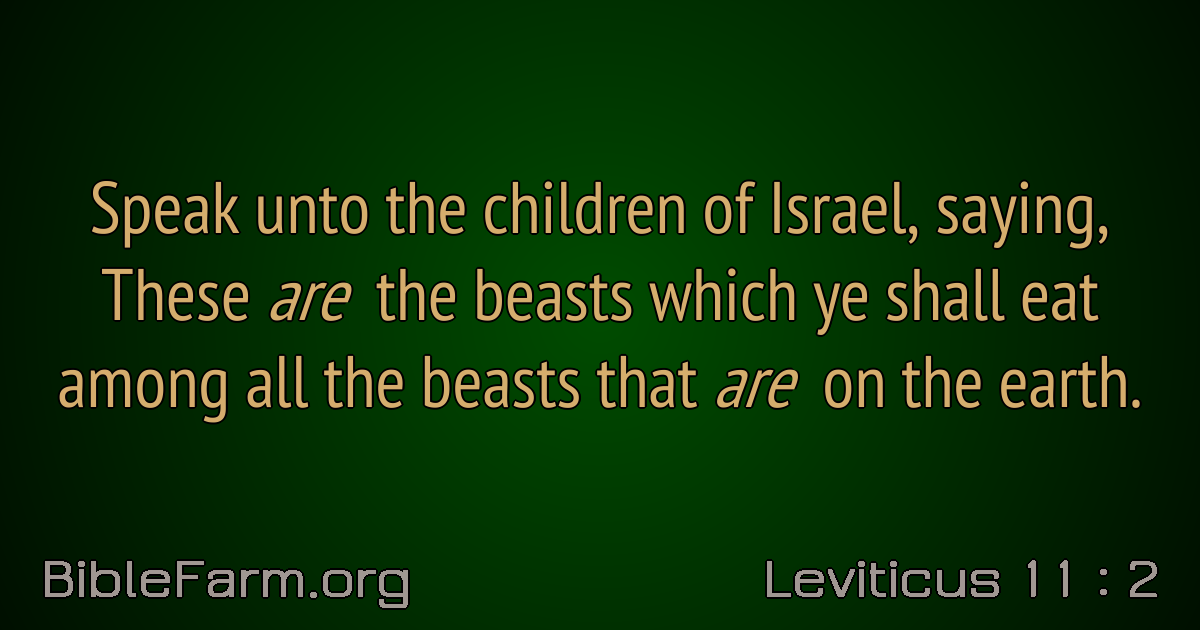 Speak unto the children of Israel, saying,
These are the beasts which ye shall eat
among all the beasts that are on the earth.
BibleFarm.org
Leviticus 11 : 2